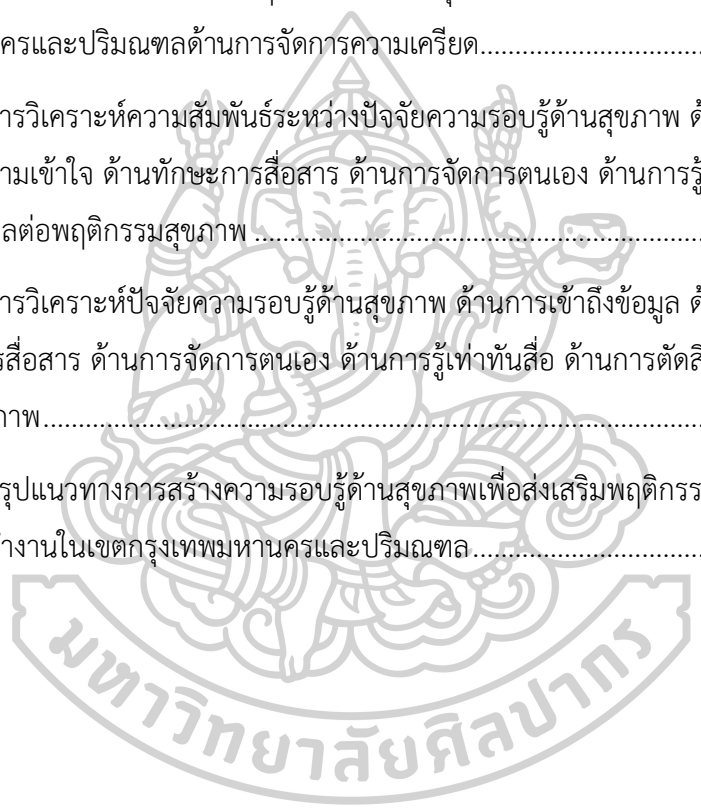 ครและปริมณฑลด้านการจัดการความเครียด
ารวิเคราะห์ความสัมพันธ์ระหว่างปัจจัยความรอบรู้ด้านสุขภาพ ด้
ามเข้าใจ ด้านทักษะการสื่อสาร ด้านการจัดการตนเอง ด้านการรู้
ลต่อพฤติกรรมสุขภาพ
ารวิเคราะห์ปัจจัยความรอบรู้ด้านสุขภาพ ด้านการเข้าถึงข้อมูล ด้
รสื่อสาร ด้านการจัดการตนเอง ด้านการรู้เท่าทันสื่อ ด้านการตัดสิ
ภาพ
รุปแนวทางการสร้างความรอบรู้ด้านสุขภาพเพื่อส่งเสริมพฤติกรร
ทำงานในเขตกรุงเทพมหานครและปริมณฑล
มหาวิทยาลัยศิลปากร